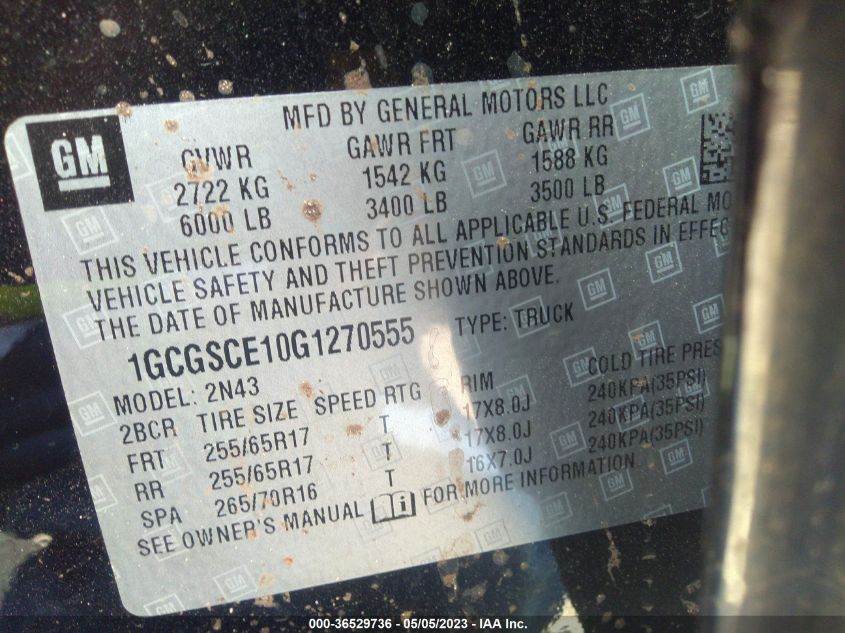 GM
MFD BY GENERAL MOTORS LLC
GVWR GAWR FRT GAWR RR
2722 KG 1542 KG 1588 KG
6000 LB 3400 LB 3500 LB
THIS VEHICLE CONFORMS TO ALL APPLICABLE U.S. FEDERAL MO
VEHICLE SAFETY AND THEFT PREVENTION STANDARDS IN EFFEC
THE DATE OF MANUFACTURE SHOWN ABOVE.
1GCGSCE10G1270555 TYPE: TRUCK
MODEL: 2N43
2BCR TIRE SIZE SPEED RTG RIM COLD TIRE PRES
FRT 255/65R17 T 17X8.0J 240KPA(35PSI)
RR 255/65R17 T 17X8.0J 240KPA(35PSI)
SPA 265/70R16 T 16X7.0J 240KPA(35PSI)
SEE OWNER'S MANUAL FOR MORE INFORMATION
000-36529736 - 05/05/2023 - IAA Inc.